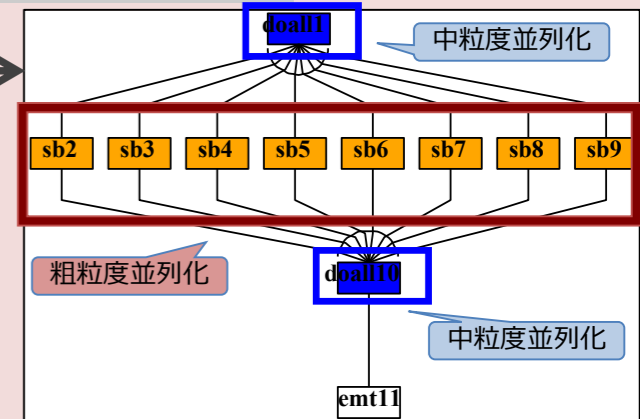 doall1
中粒度並列化
sb2 sb3 sb4 sb5 sb6 sb7 sb8 sb9
粗粒度並列化
doall10
中粒度並列化
emt11